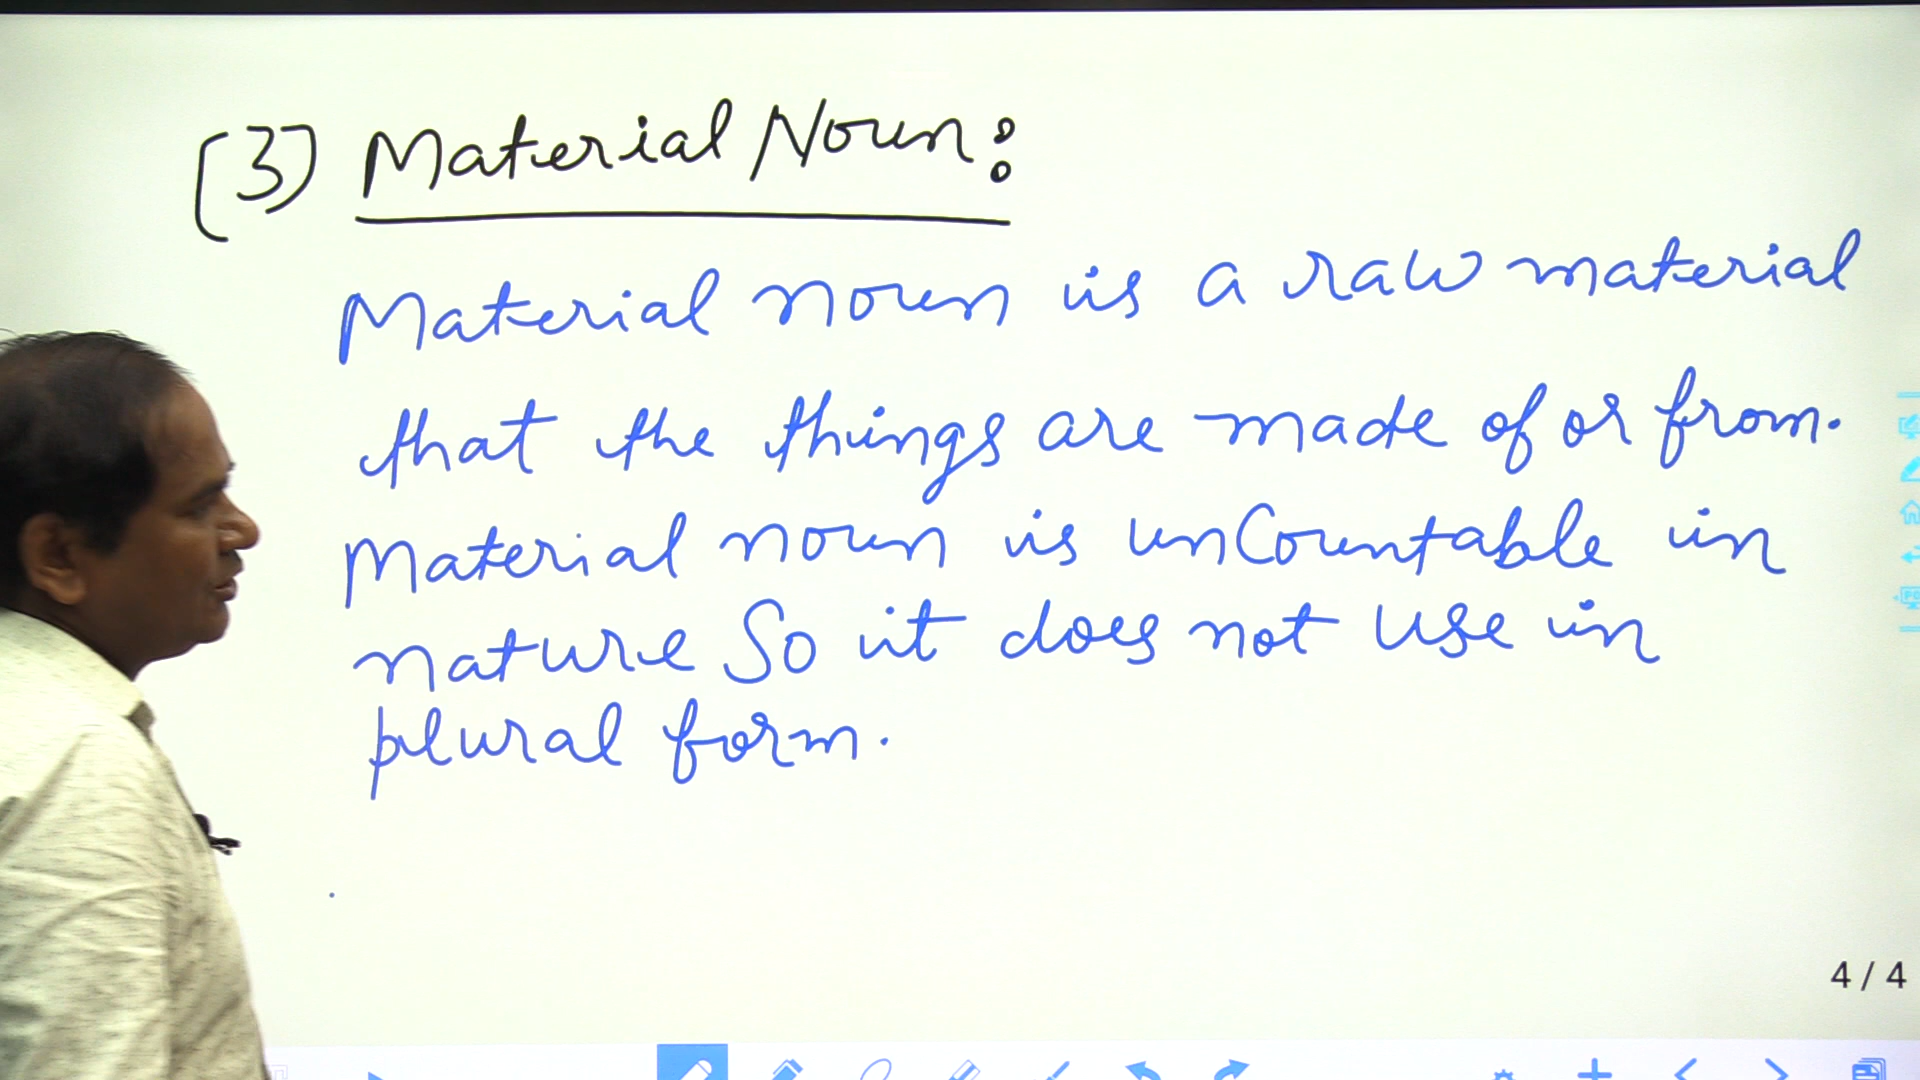 (3) Material Noun:
Material noun is a raw material
that the things are made of or from.
Material noun is unCountable in
nature So it does not use in
plural form.
4 / 4